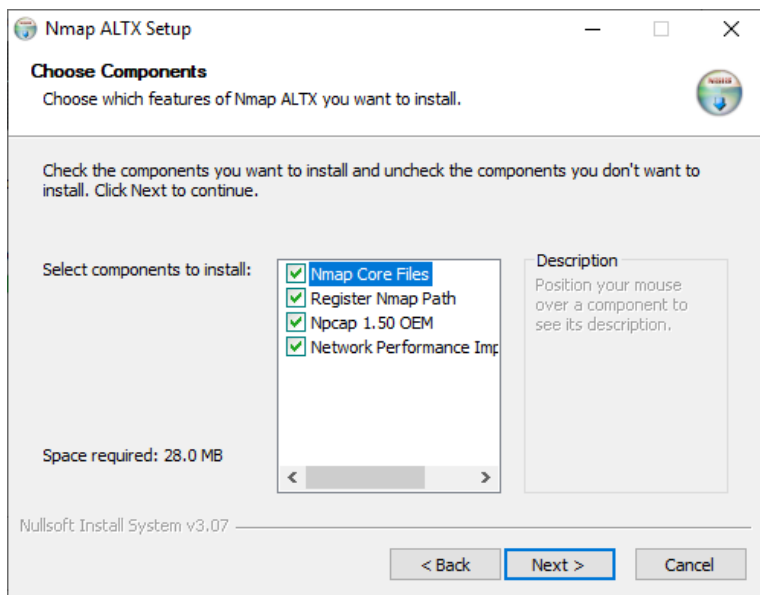 Nmap ALTX Setup
Choose Components
Choose which features of Nmap ALTX you want to install.
Check the components you want to install and uncheck the components you don't want to
install. Click Next to continue.
Select components to install:
Nmap Core Files
Register Nmap Path
Npcap 1.50 OEM
Network Performance Imp
Description
Position your mouse
over a component to
see its description.
Space required: 28.0 MB
Nullsoft Install System v3.07
< Back
Next >
Cancel